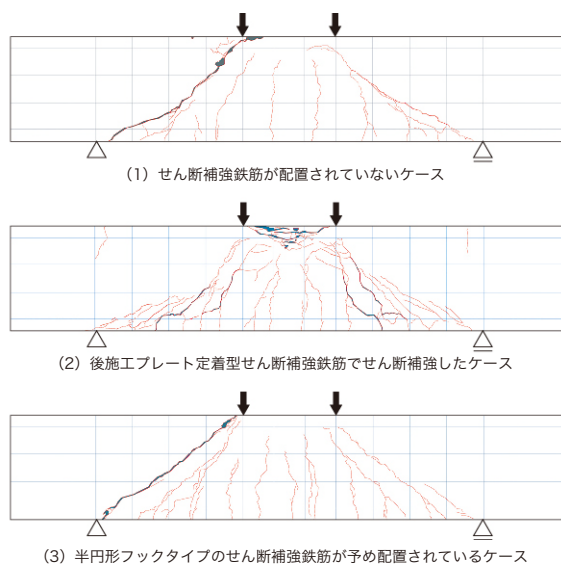 (1)せん断補強鉄筋が配置されていないケース
(2)後施工プレート定着型せん断補強鉄筋でせん断補強したケース
(3)半円形フックタイプのせん断補強鉄筋が予め配置されているケース